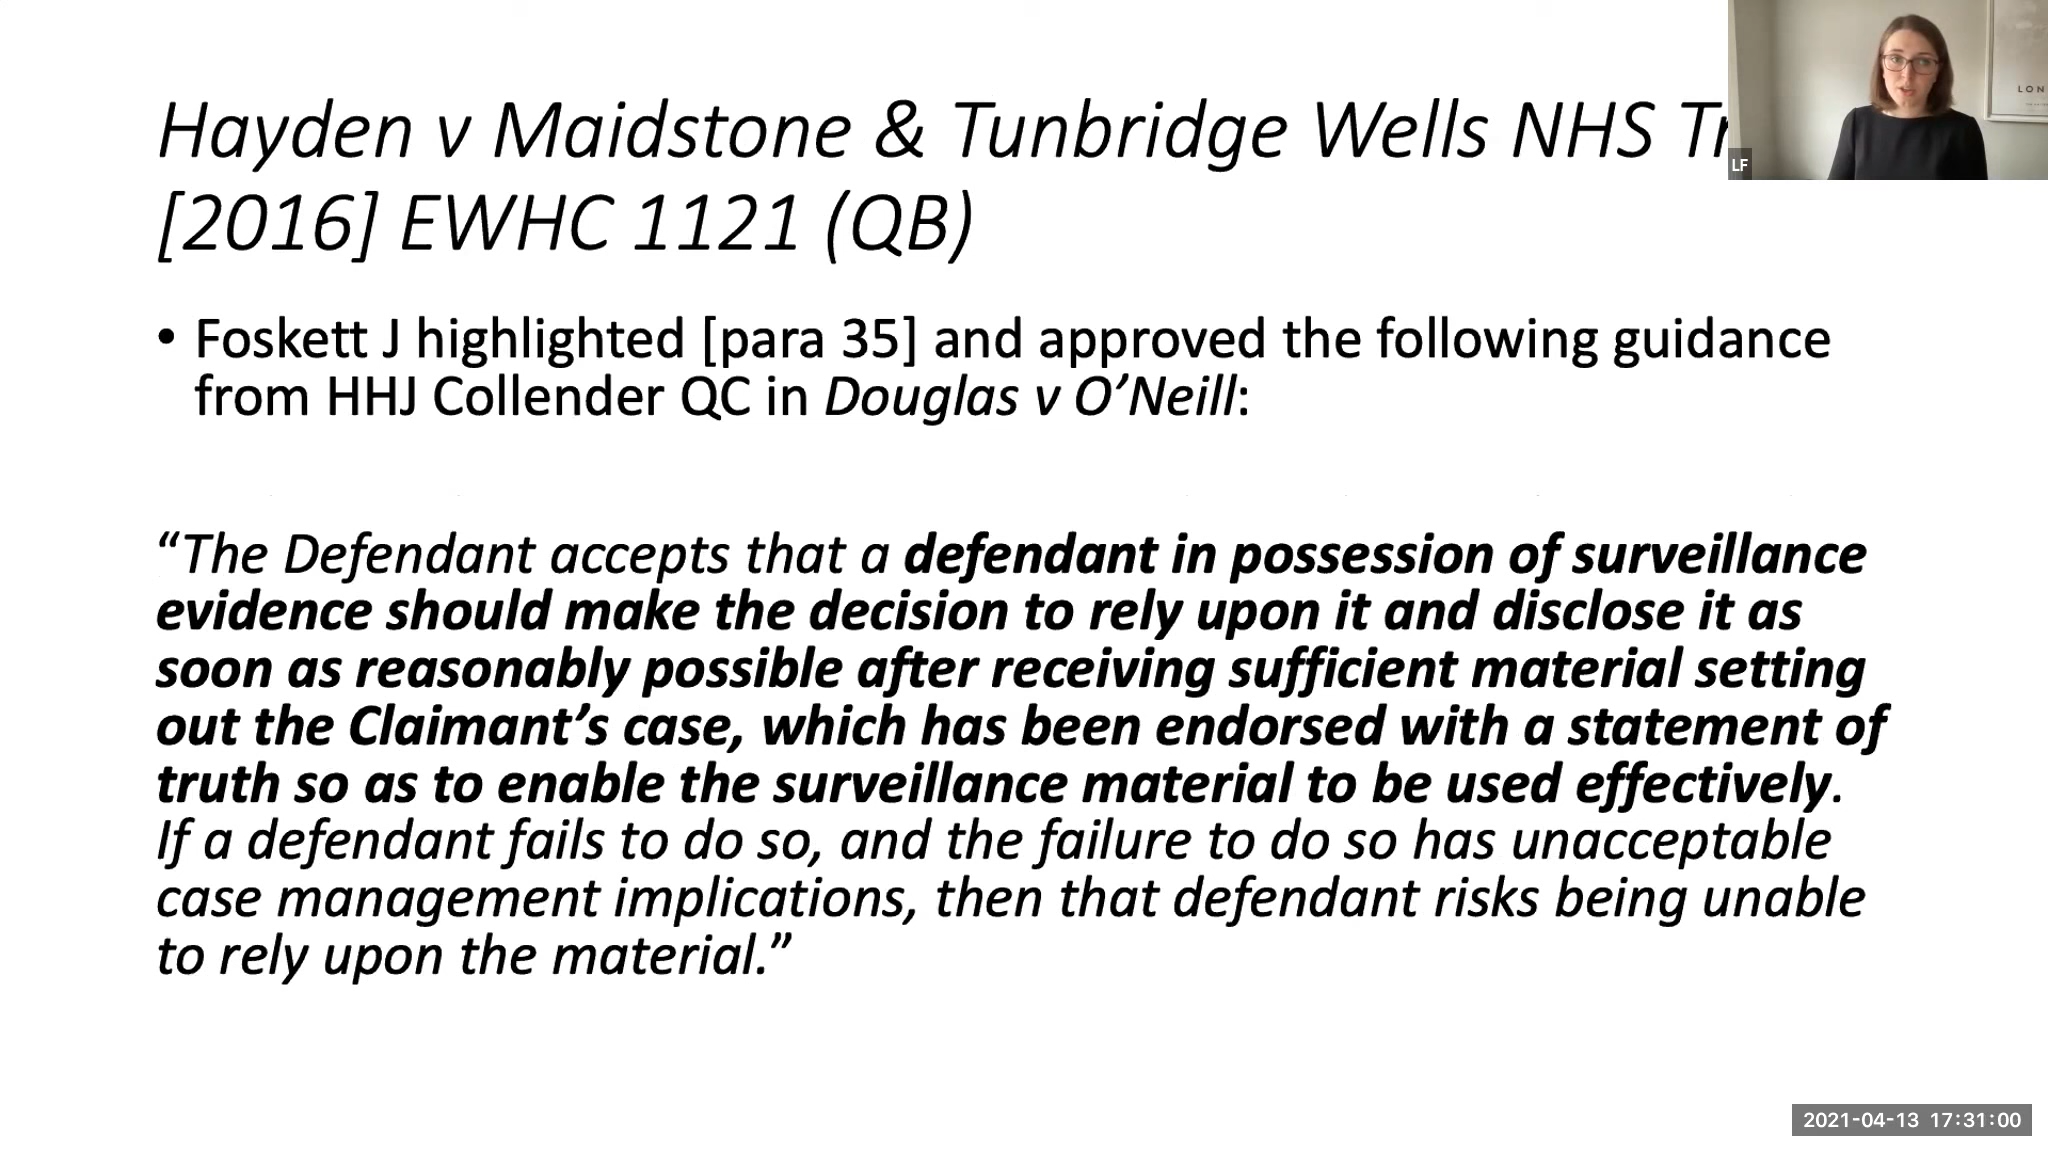 Hayden v Maidstone & Tunbridge Wells NHS
[2016] EWHC 1121 (QB)
• Foskett J highlighted [para 35] and approved the following guidance
from HHJ Collender QC in Douglas v O’Neill:
“The Defendant accepts that a defendant in possession of surveillance
evidence should make the decision to rely upon it and disclose it as
soon as reasonably possible after receiving sufficient material setting
out the Claimant’s case, which has been endorsed with a statement of
truth so as to enable the surveillance material to be used effectively.
If a defendant fails to do so, and the failure to do so has unacceptable
case management implications, then that defendant risks being unable
to rely upon the material.”
LON
LF
2021-04-13 17:31:00